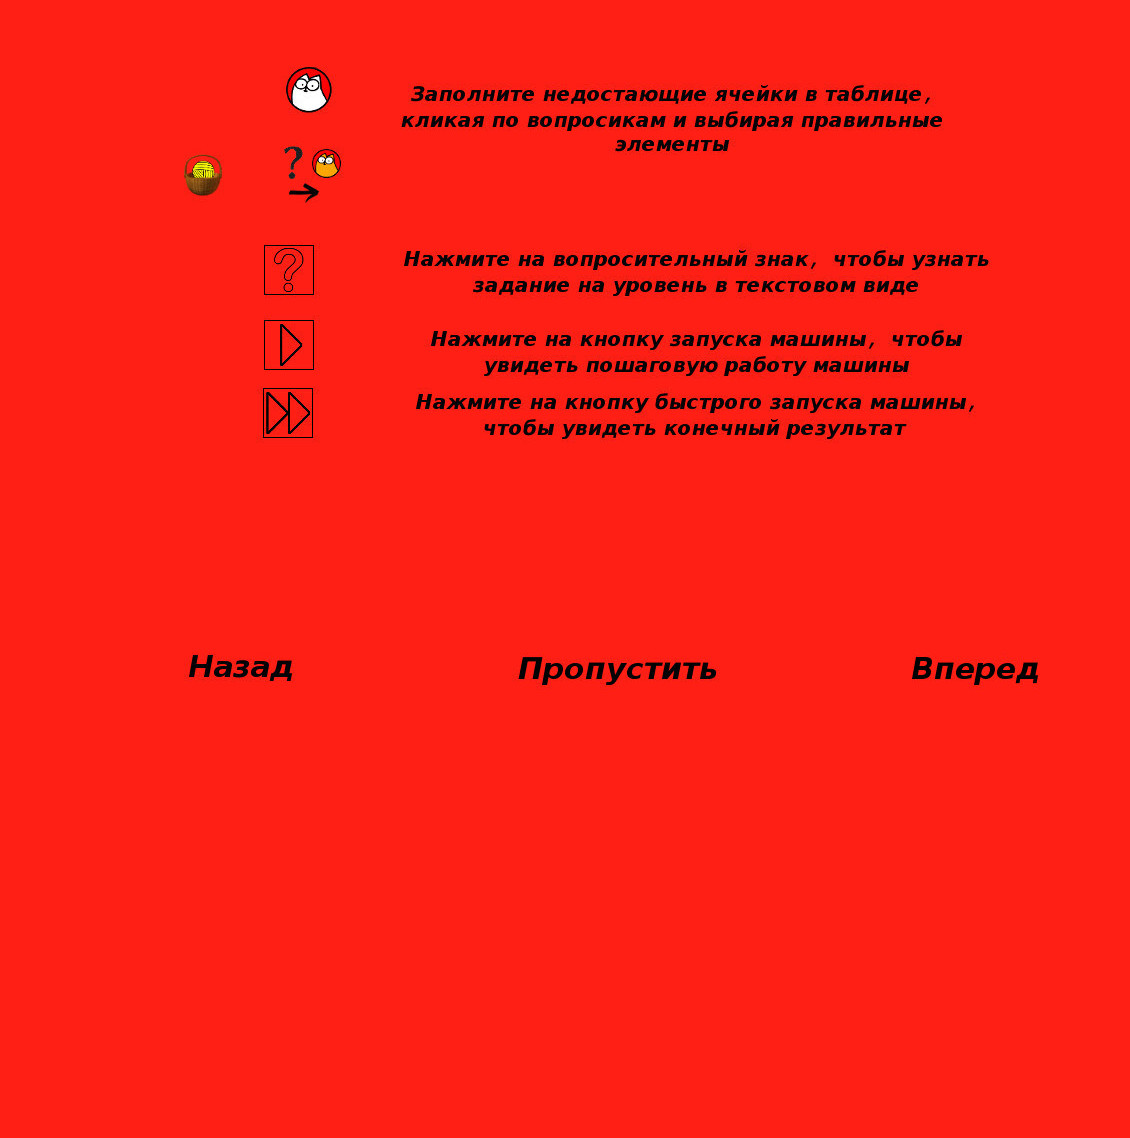 Заполните недостающие ячейки в таблице,
кликая по вопросикам и выбирая правильные
элементы
?
Нажмите на вопросительный знак, чтобы узнать
задание на уровень в текстовом виде
?
Нажмите на кнопку запуска машины, чтобы
увидеть пошаговую работу машины
Нажмите на кнопку быстрого запуска машины,
чтобы увидеть конечный результат
Назад Пропустить Вперед